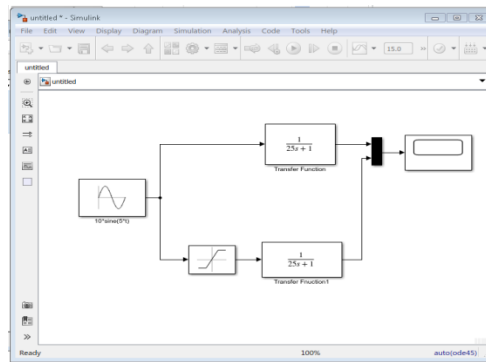 untitled * - Simulink
File Edit View Display Diagram Simulation Analysis Code Tools Help
15.0
untitled
untitled
1
25s + 1
Transfer Function
10*sine(5*t)
1
25s + 1
Transfer Fnuction1
Ready 100% auto(ode45)